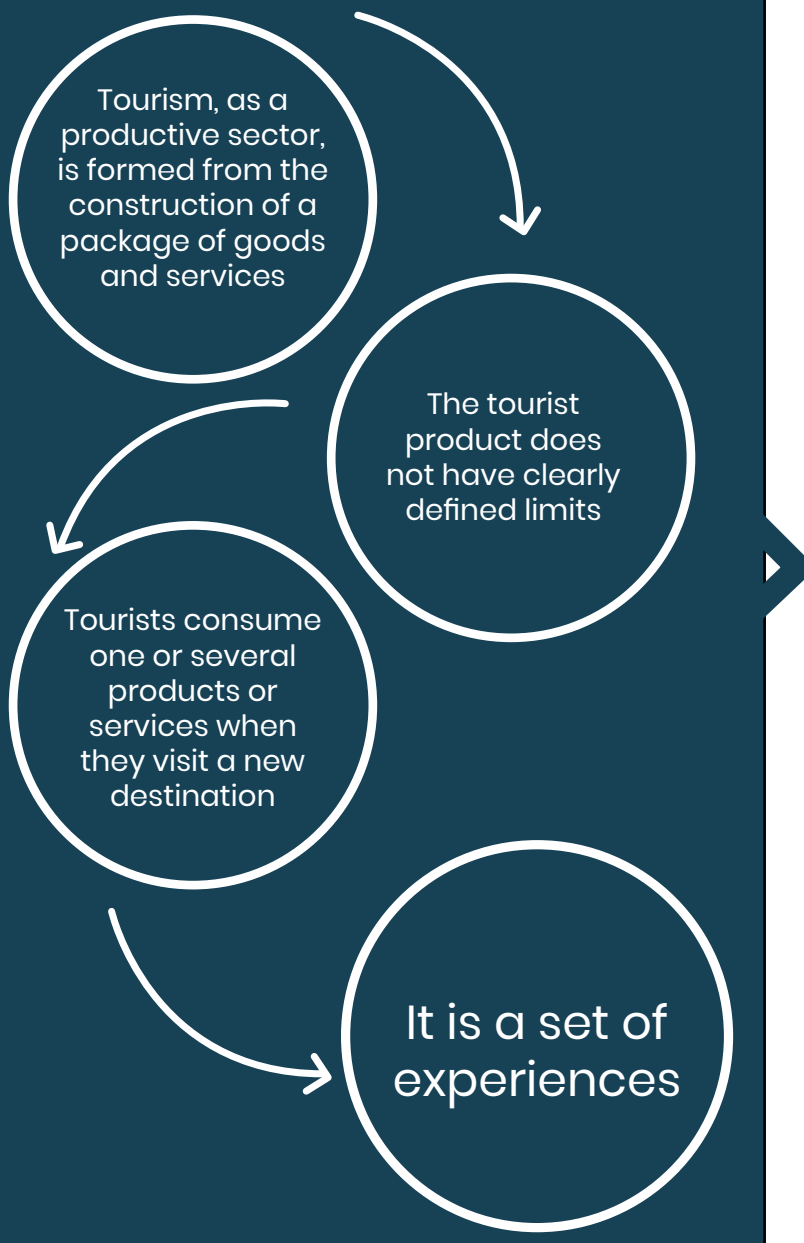 Tourism, as a
productive sector,
is formed from the
construction of a
package of goods
and services
The tourist
product does
not have clearly
defined limits
Tourists consume
one or several
products or
services when
they visit a new
destination
It is a set of
experiences